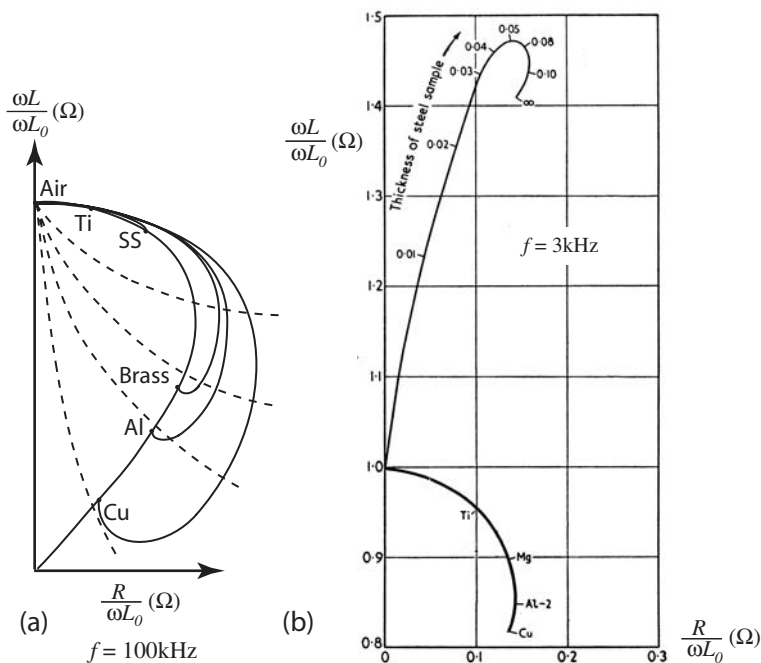 ωL
ωL0 (Ω)
Air
Ti
SS
Brass
Al
Cu
R
ωL0 (Ω)
(a)
f = 100kHz
ωL
ωL0 (Ω)
1·5
1·4
1·3
1·2
1·1
1·0
0·9
0·8
Thickness of steel sample
0·05
0·04
0·08
0·03
0·10
∞
0·02
0·01
f = 3kHz
Ti
Mg
Al-2
Cu
0
0·1
0·2
0·3
R
ωL0 (Ω)
(b)